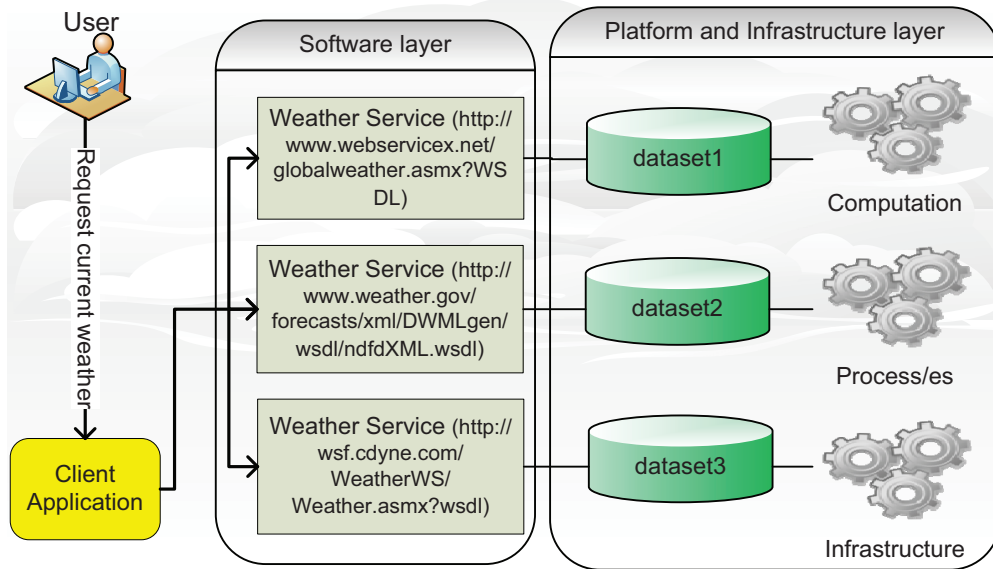 User
Request current weather
Client
Application
Software layer
Weather Service (http://
www.webservicex.net/
globalweather.asmx?WS
DL)
Weather Service (http://
www.weather.gov/
forecasts/xml/DWMLgen/
wsdl/ndfdXML.wsdl)
Weather Service (http://
wsf.cdyne.com/
WeatherWS/
Weather.asmx?wsdl)
Platform and Infrastructure layer
dataset1
Computation
dataset2
Process/es
dataset3
Infrastructure